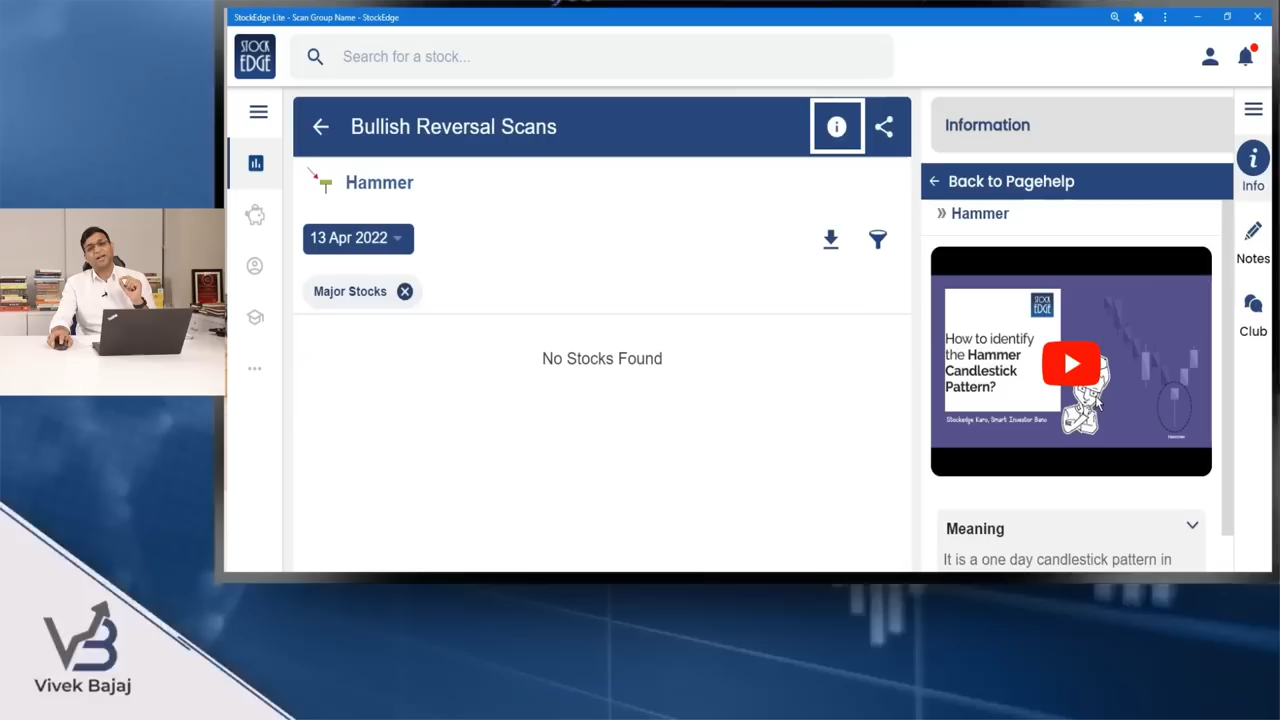 StockEdge Lite - Scan Group Name - StockEdge
STOCK
EDGE
Search for a stock...
Bullish Reversal Scans
Hammer
13 Apr 2022
Major Stocks
No Stocks Found
Information
Back to Pagehelp
» Hammer
STOCK
EDGE
How to identify
the Hammer
Candlestick
Pattern?
StockEdge Karo, Smart Investor Bano
Meaning
It is a one day candlestick pattern in
Info
Notes
Club
VB
Vivek Bajaj